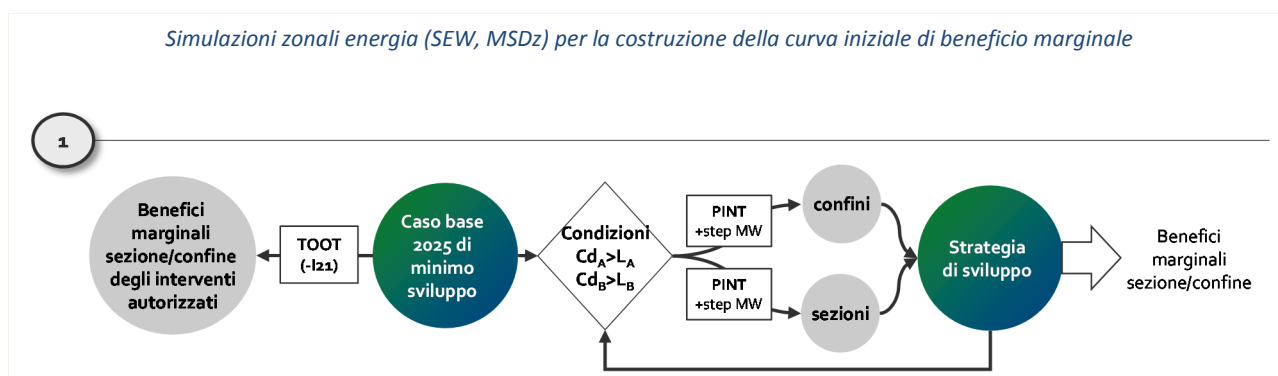 Simulazioni zonali energia (SEW, MSDz) per la costruzione della curva iniziale di beneficio marginale
1
Benefici
marginali
sezione/confine
degli interventi
autorizzati
TOOT
(-I21)
Caso base
2025 di
minimo
sviluppo
Condizioni
CdA>LA
CdB>LB
PINT
+step MW
PINT
+step MW
confini
sezioni
Strategia
di sviluppo
Benefici
marginali
sezione/confine